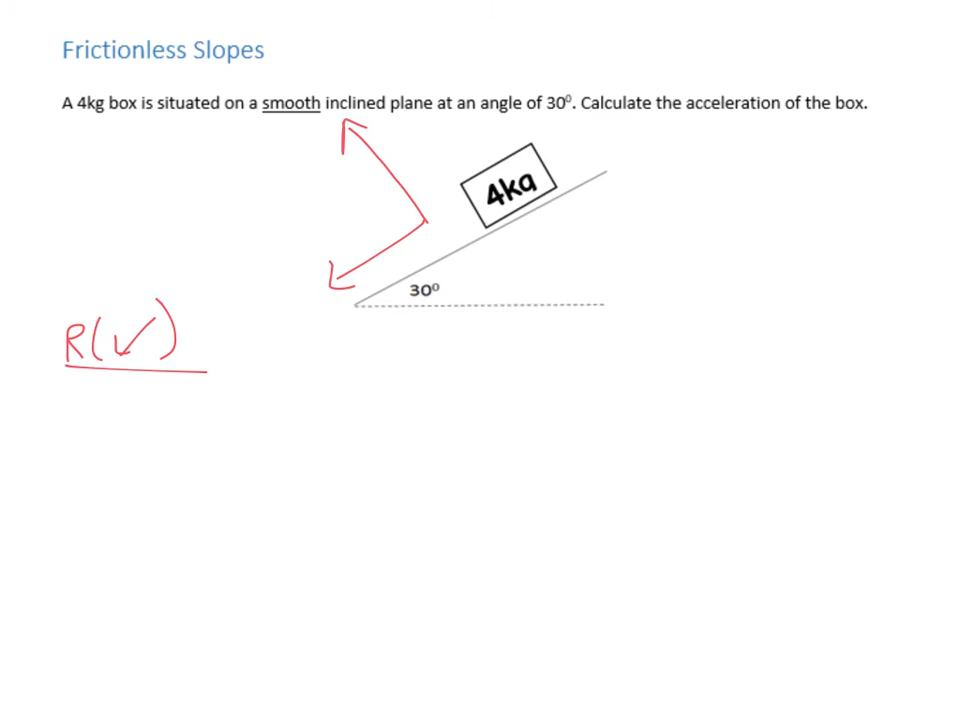 Frictionless Slopes
A 4kg box is situated on a smooth inclined plane at an angle of 30⁰. Calculate the acceleration of the box.
4kg
30⁰
R(↙)